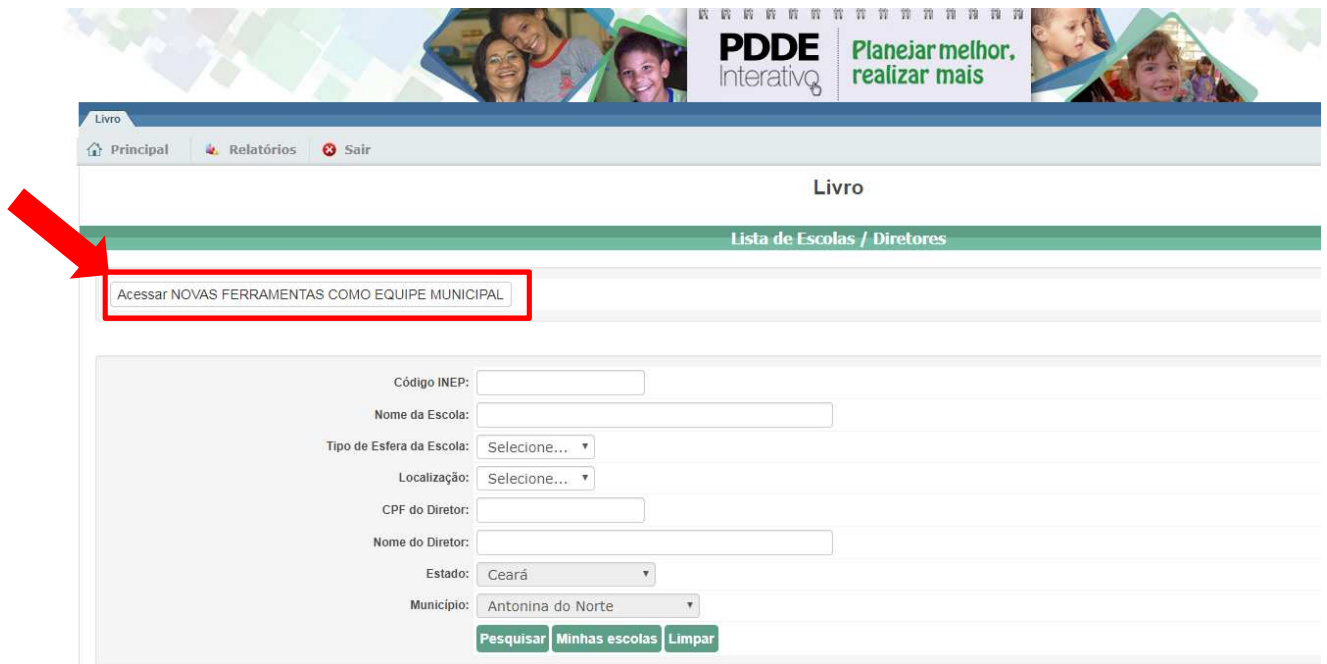 PDDE
Interativo
Planejar melhor,
realizar mais
Livro
Principal Relatórios Sair
Livro
Lista de Escolas / Diretores
Acessar NOVAS FERRAMENTAS COMO EQUIPE MUNICIPAL
Código INEP:
Nome da Escola:
Tipo de Esfera da Escola: Selecione...
Localização: Selecione...
CPF do Diretor:
Nome do Diretor:
Estado: Ceará
Município: Antonina do Norte
Pesquisar Minhas escolas Limpar